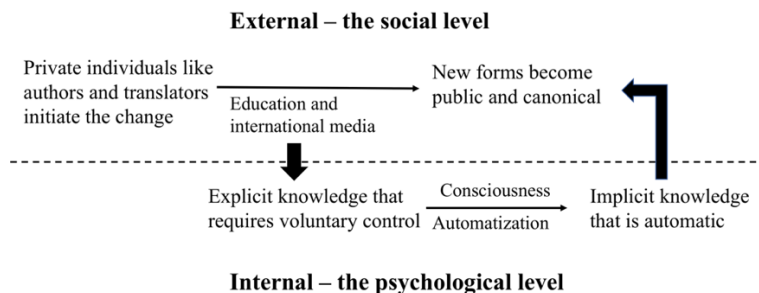 External – the social level
Private individuals like
authors and translators
initiate the change
Education and
international media
New forms become
public and canonical
Explicit knowledge that
requires voluntary control
Consciousness
Automatization
Implicit knowledge
that is automatic
Internal – the psychological level